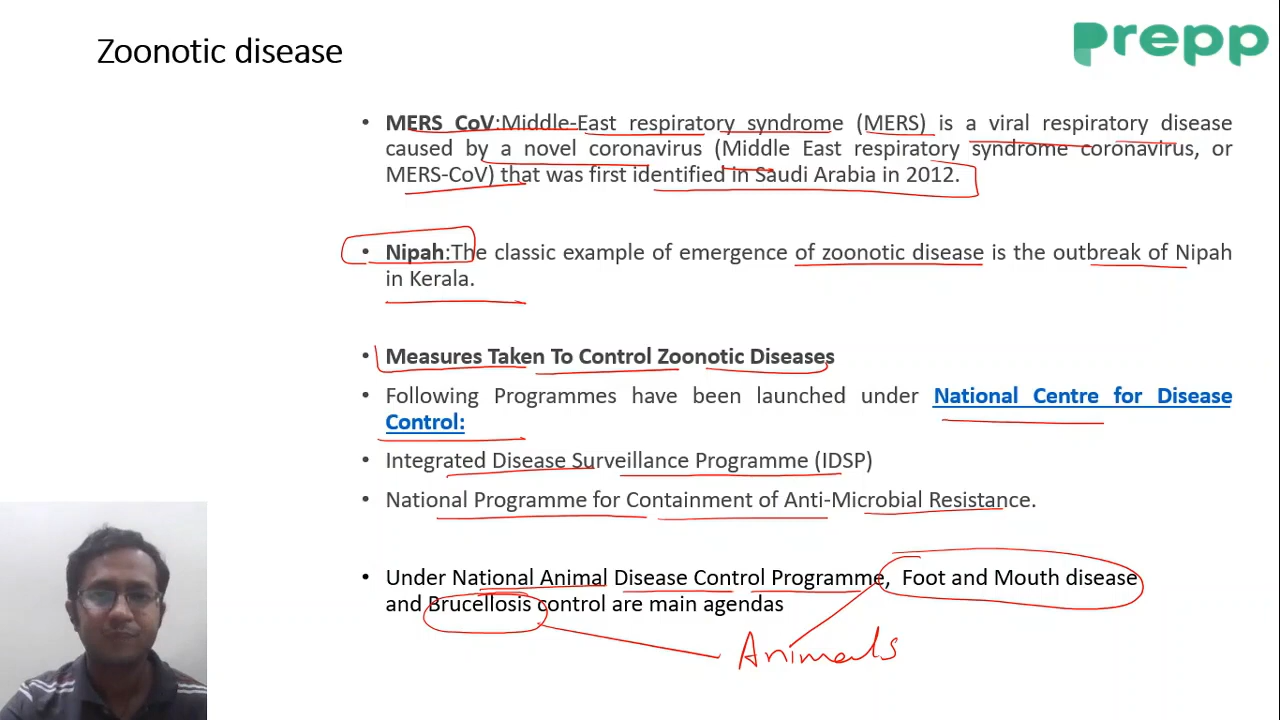 Zoonotic disease
Prepp
• MERS CoV:Middle-East respiratory syndrome (MERS) is a viral respiratory disease
caused by a novel coronavirus (Middle East respiratory syndrome coronavirus, or
MERS-CoV) that was first identified in Saudi Arabia in 2012.
• Nipah:The classic example of emergence of zoonotic disease is the outbreak of Nipah
in Kerala.
• Measures Taken To Control Zoonotic Diseases
• Following Programmes have been launched under National Centre for Disease
Control:
• Integrated Disease Surveillance Programme (IDSP)
• National Programme for Containment of Anti-Microbial Resistance.
• Under National Animal Disease Control Programme, Foot and Mouth disease
and Brucellosis control are main agendas
Animals